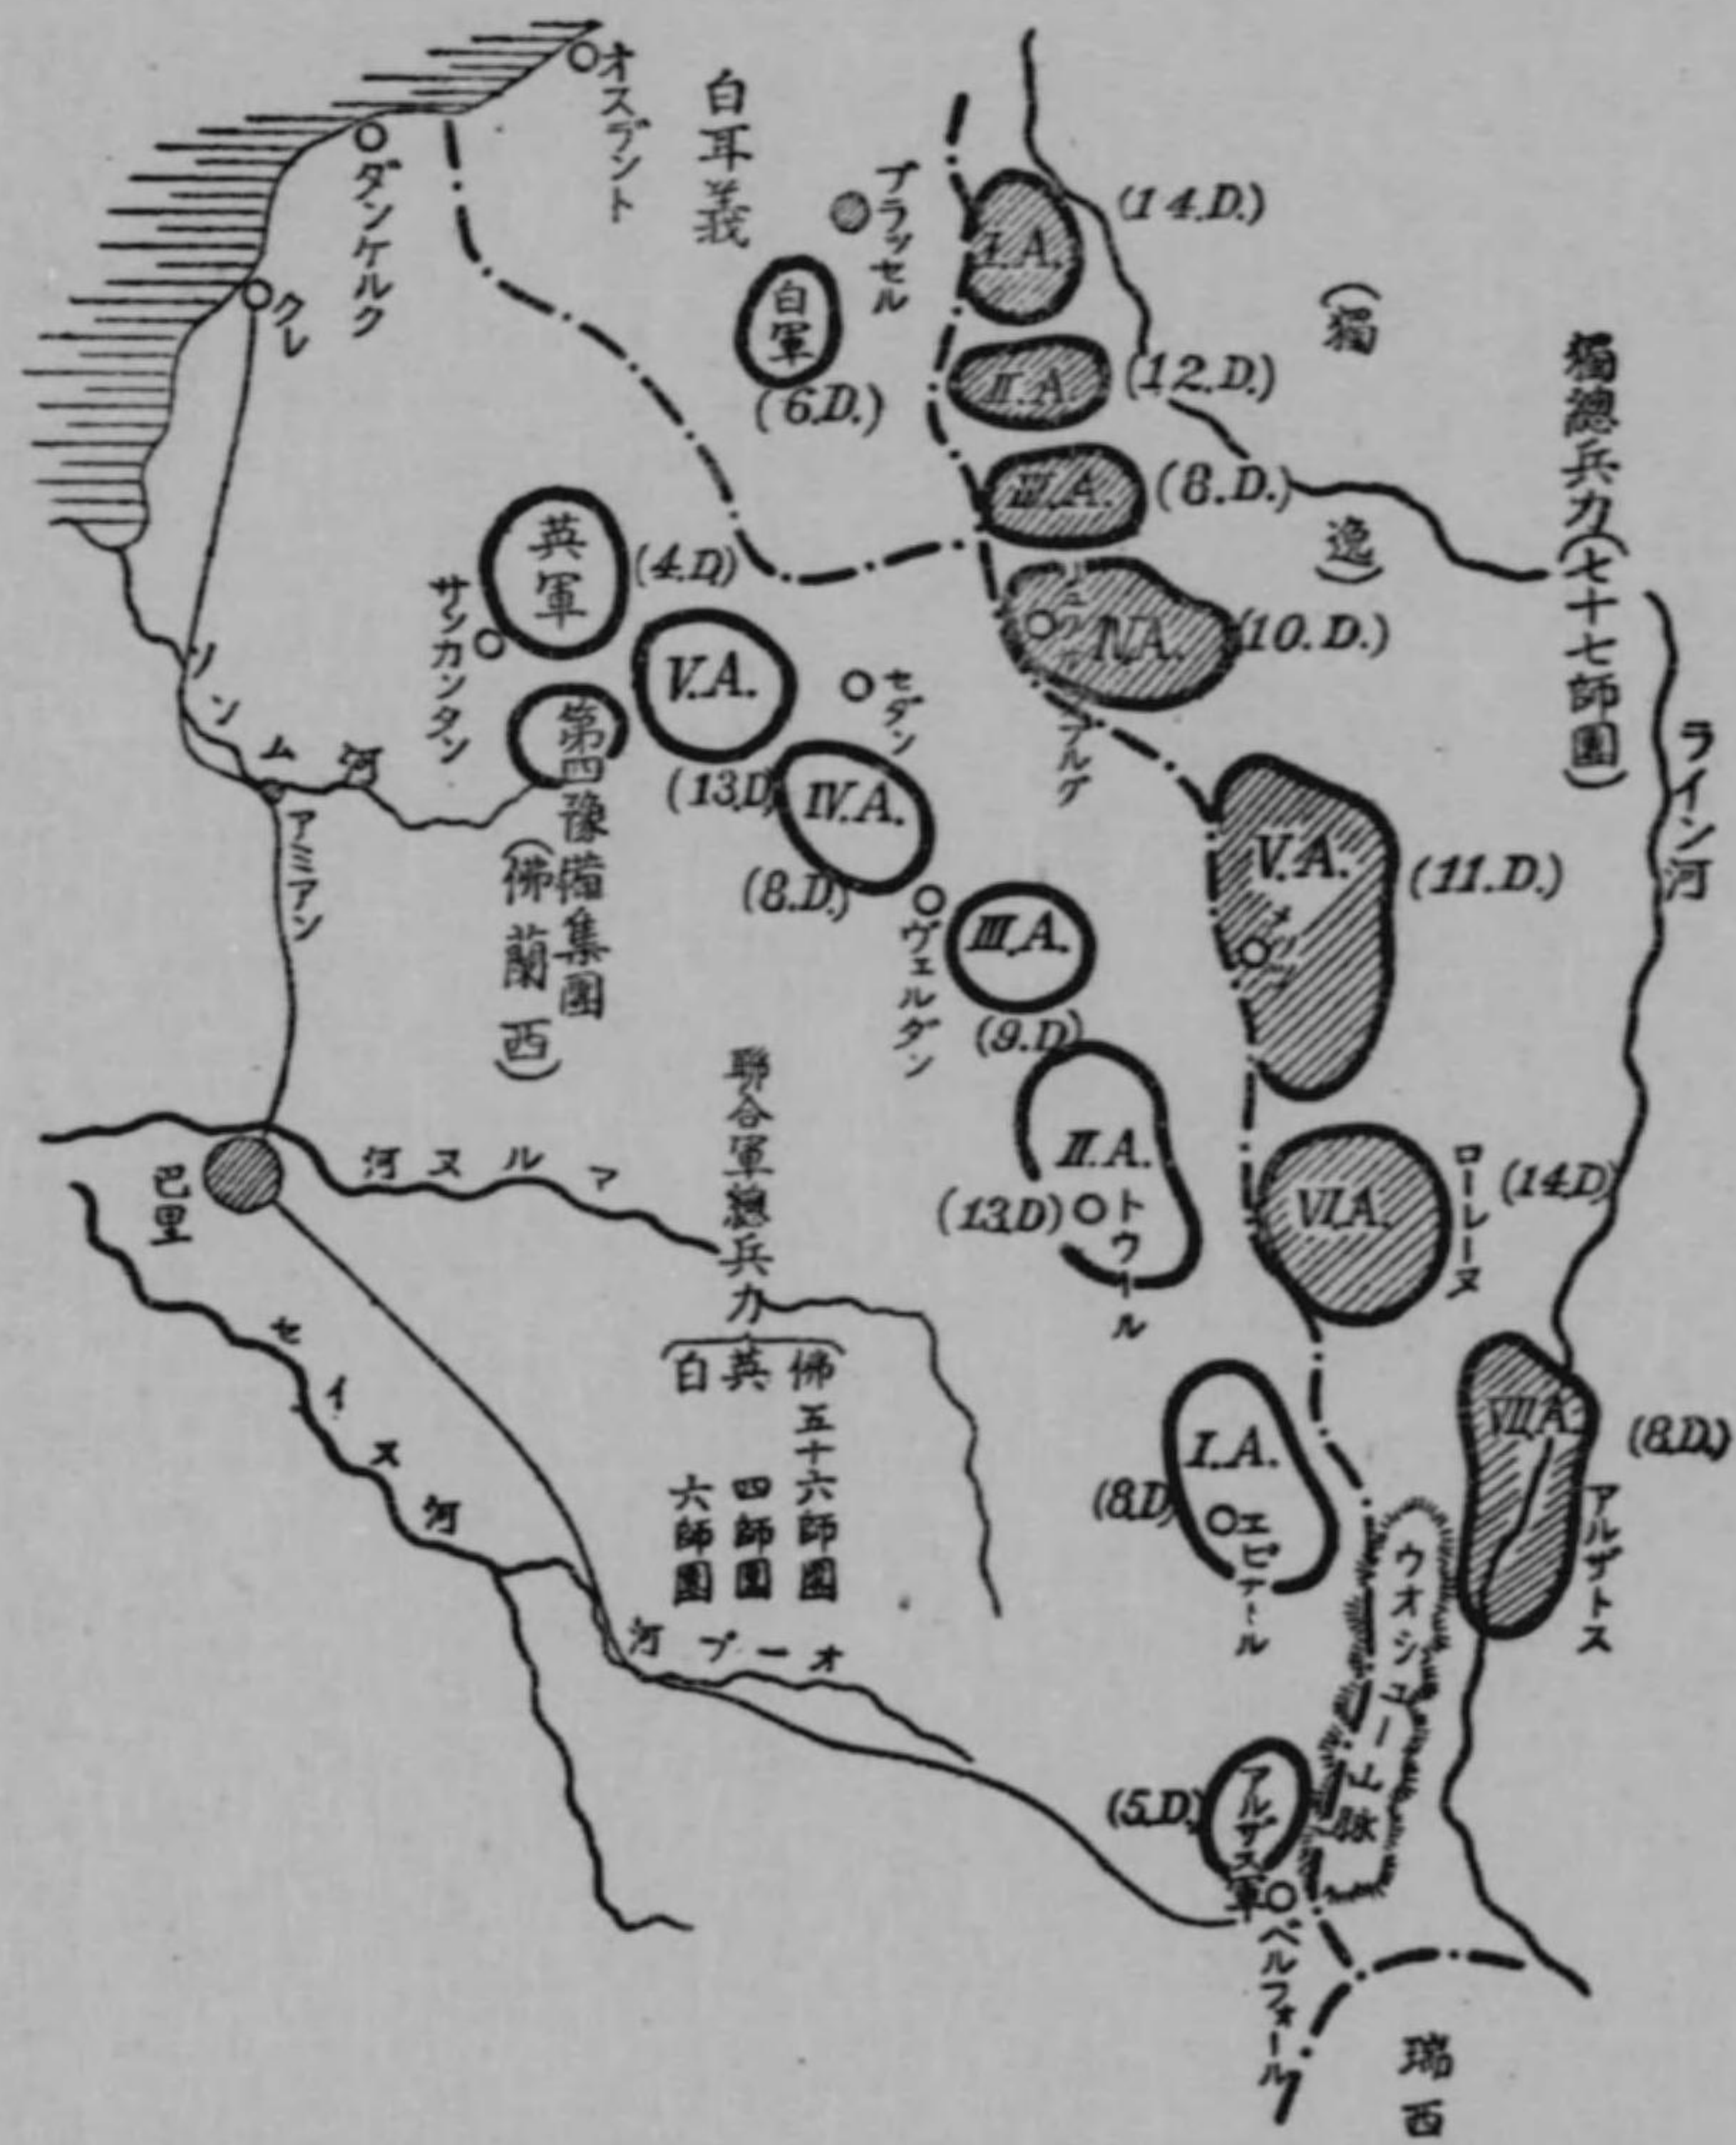 オスデント
ダンケルク
クレ
白耳義
ブラッセル
白軍
(6.D.)
I.A.
(14.D.)
II.A.
(12.D.)
III.A.
(8.D.)
IV.A.
(10.D.)
(獨逸)
獨總兵力(七十七師團)
ライン河
英軍
(4.D)
サンカンタン
V.A.
(13.D)
セダン
第四豫備集團
(佛蘭西)
ソンム河
アミアン
IV.A.
(8.D.)
ヴェルダン
III.A.
(9.D)
V.A.
メッツ
(11.D.)
II.A.
(13.D)
トウール
VI.A.
(14.D)
ローレーヌ
巴里
マルヌ河
聯合軍總兵力
佛 五十六師團
英 四師團
白 六師團
セイヌ河
I.A.
(8.D)
エピナール
VII.A.
(8.D.)
アルザトス
ウオシユー山脉
オーブ河
アルザス軍
(5.D.)
ベルフォール
瑞西